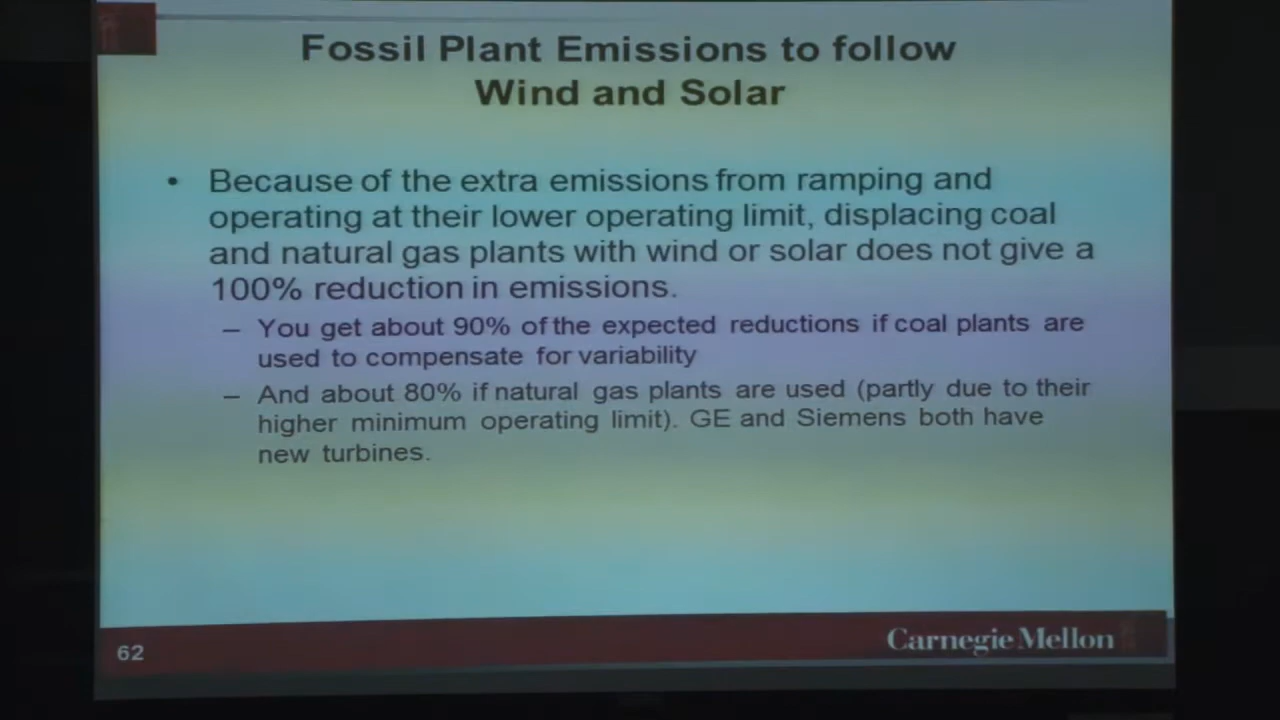 Fossil Plant Emissions to follow
Wind and Solar
• Because of the extra emissions from ramping and
operating at their lower operating limit, displacing coal
and natural gas plants with wind or solar does not give a
100% reduction in emissions.
– You get about 90% of the expected reductions if coal plants are
used to compensate for variability
– And about 80% if natural gas plants are used (partly due to their
higher minimum operating limit). GE and Siemens both have
new turbines.
62
Carnegie Mellon